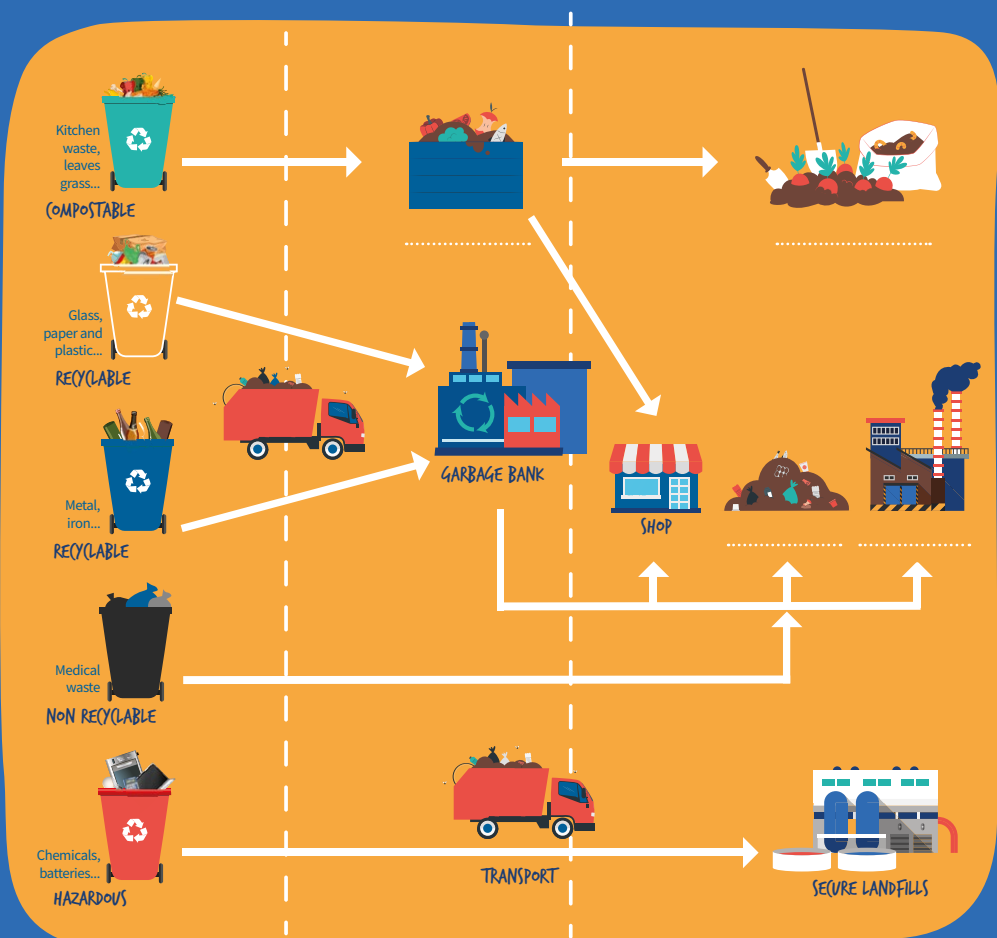 Kitchen
waste,
leaves
grass...
COMPOSTABLE
Glass,
paper and
plastic...
RECYCLABLE
GARBAGE BANK
Metal,
iron...
RECYCLABLE
SHOP
Medical
waste
NON RECYCLABLE
Chemicals,
batteries...
HAZARDOUS
TRANSPORT
SECURE LANDFILLS